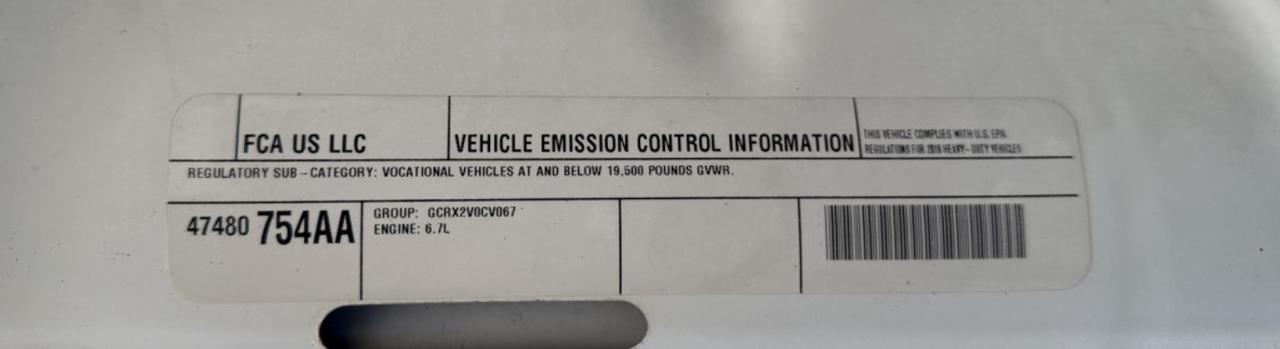 FCA US LLC
VEHICLE EMISSION CONTROL INFORMATION
THIS VEHICLE COMPLIES WITH U.S. EPA
REGULATIONS FOR 2016 HEAVY-DUTY VEHICLES
REGULATORY SUB-CATEGORY: VOCATIONAL VEHICLES AT AND BELOW 19,500 POUNDS GVWR.
47480 754AA
GROUP: GCRX2V0CV067
ENGINE: 6.7L